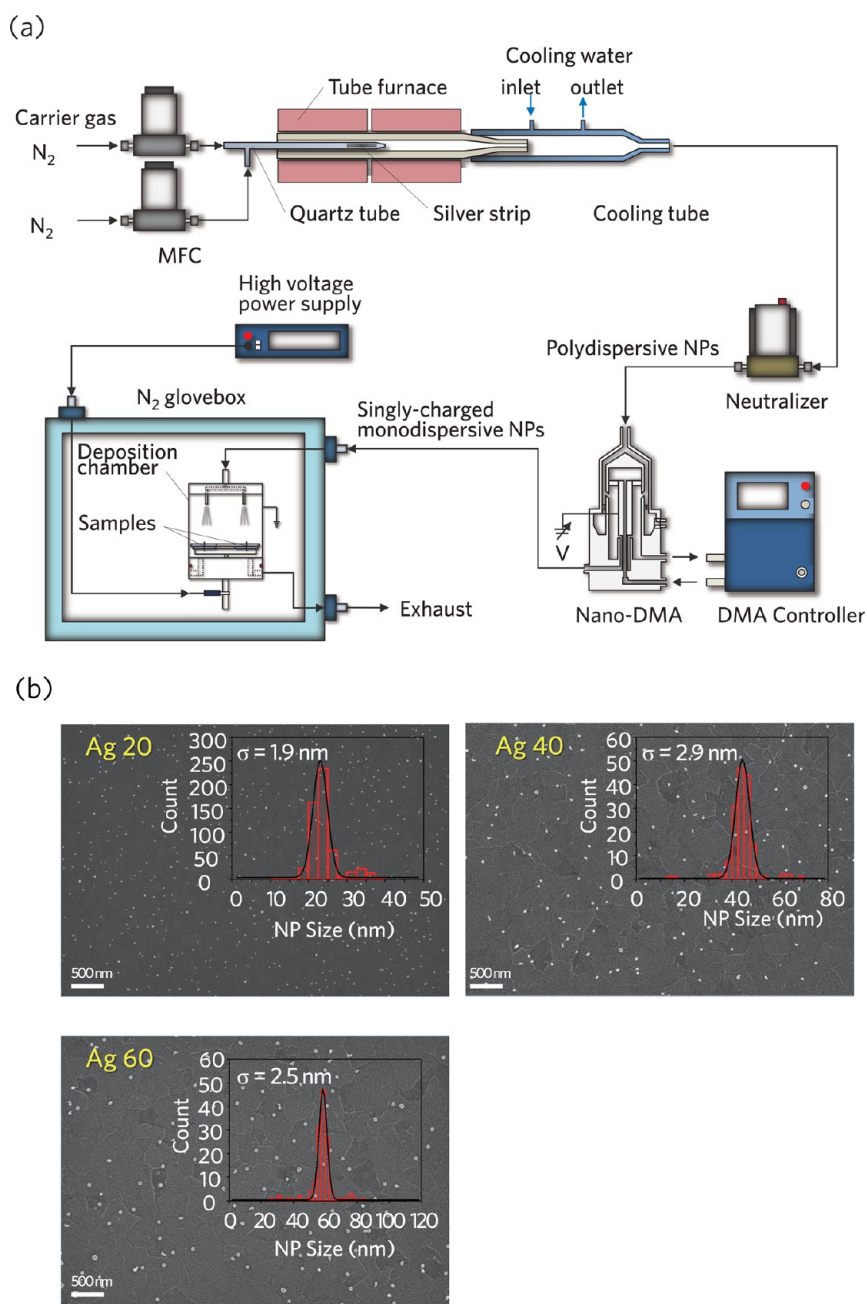 (a)
Cooling water
Tube furnace
inlet
outlet
Carrier gas
N₂
N₂
Quartz tube
Silver strip
Cooling tube
MFC
High voltage
power supply
Polydispersive NPs
Neutralizer
N₂ glovebox
Singly-charged
monodispersive NPs
Deposition
chamber
Samples
V
Exhaust
Nano-DMA
DMA Controller
(b)
Ag 20
σ = 1.9 nm
Count
300
250
200
150
100
50
0
0 10 20 30 40 50
NP Size (nm)
500 nm
Ag 40
σ = 2.9 nm
Count
60
50
40
30
20
10
0
0 20 40 60 80
NP Size (nm)
500 nm
Ag 60
σ = 2.5 nm
Count
60
50
40
30
20
10
0
0 20 40 60 80 100 120
NP Size (nm)
500 nm